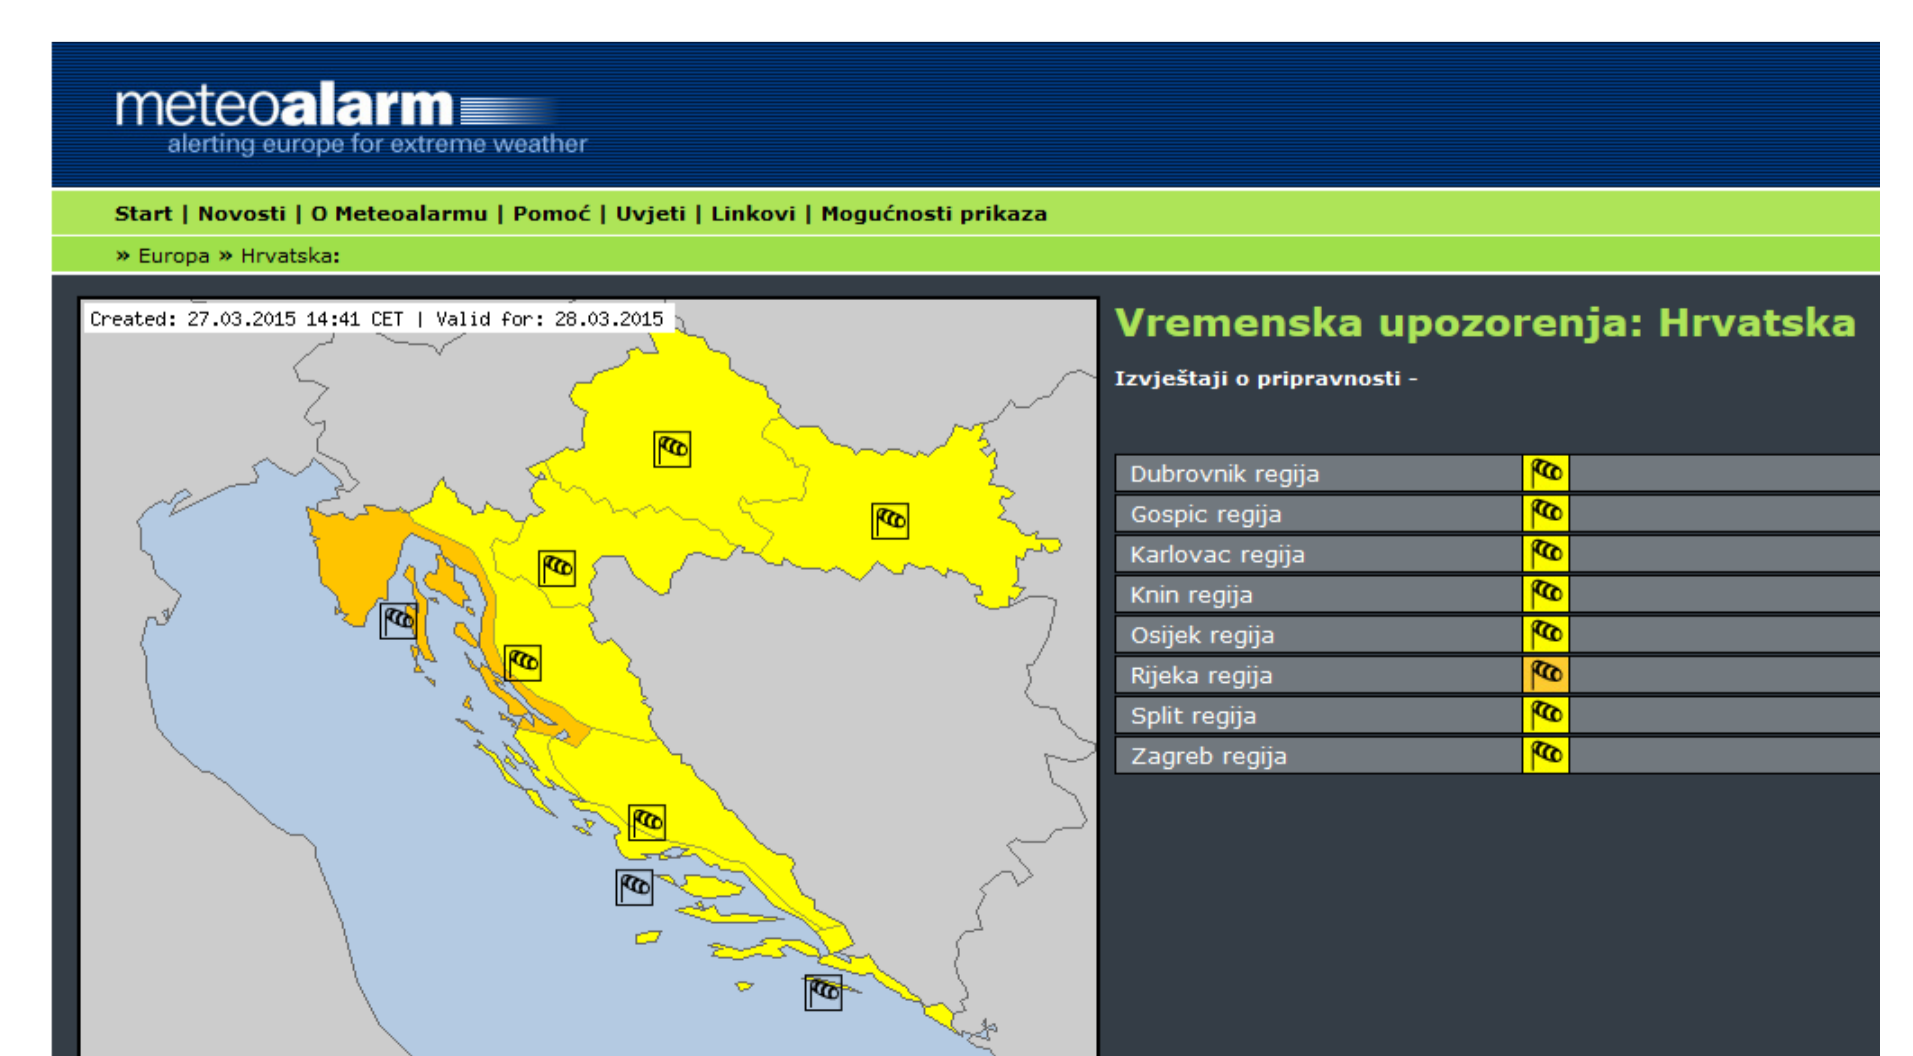 meteoalarm
alerting europe for extreme weather
Start | Novosti | O Meteoalarmu | Pomoć | Uvjeti | Linkovi | Mogućnosti prikaza
» Europa » Hrvatska:
Created: 27.03.2015 14:41 CET | Valid for: 28.03.2015
Vremenska upozorenja: Hrvatska
Izvještaji o pripravnosti -
Dubrovnik regija
Gospic regija
Karlovac regija
Knin regija
Osijek regija
Rijeka regija
Split regija
Zagreb regija